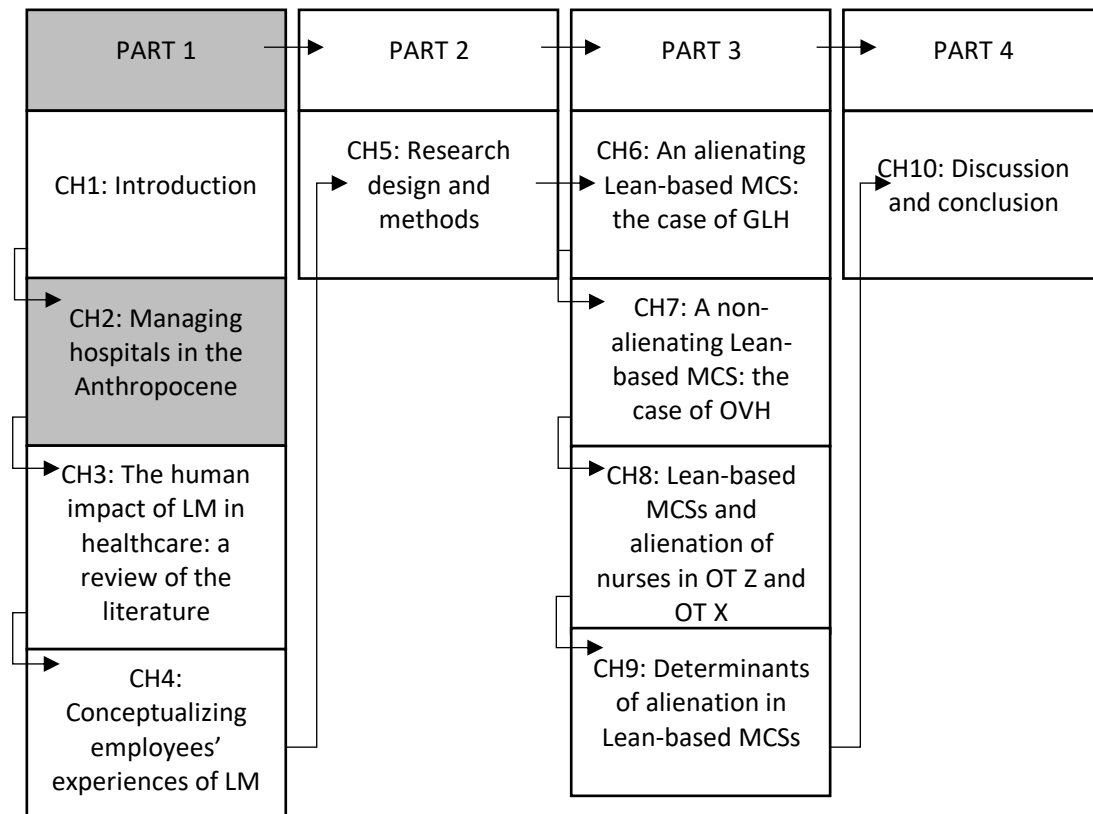 PART 1
CH1: Introduction
CH2: Managing
hospitals in the
Anthropocene
CH3: The human
impact of LM in
healthcare: a
review of the
literature
CH4:
Conceptualizing
employees’
experiences of LM
PART 2
CH5: Research
design and
methods
PART 3
CH6: An alienating
Lean-based MCS:
the case of GLH
CH7: A non-
alienating Lean-
based MCS: the
case of OVH
CH8: Lean-based
MCSs and
alienation of
nurses in OT Z and
OT X
CH9: Determinants
of alienation in
Lean-based MCSs
PART 4
CH10: Discussion
and conclusion